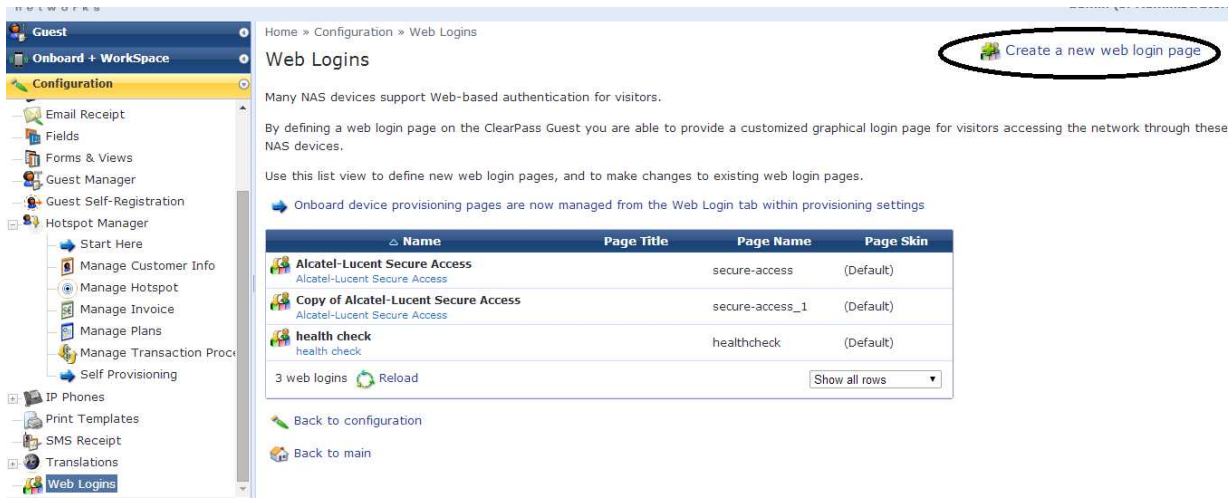 networks
Guest
Onboard + WorkSpace
Configuration
Email Receipt
Fields
Forms & Views
Guest Manager
Guest Self-Registration
Hotspot Manager
Start Here
Manage Customer Info
Manage Hotspot
Manage Invoice
Manage Plans
Manage Transaction Proce
Self Provisioning
IP Phones
Print Templates
SMS Receipt
Translations
Web Logins
Home » Configuration » Web Logins
Create a new web login page
Web Logins
Many NAS devices support Web-based authentication for visitors.
By defining a web login page on the ClearPass Guest you are able to provide a customized graphical login page for visitors accessing the network through these
NAS devices.
Use this list view to define new web login pages, and to make changes to existing web login pages.
Onboard device provisioning pages are now managed from the Web Login tab within provisioning settings
Name Page Title Page Name Page Skin
Alcatel-Lucent Secure Access
Alcatel-Lucent Secure Access
secure-access (Default)
Copy of Alcatel-Lucent Secure Access
Alcatel-Lucent Secure Access
secure-access_1 (Default)
health check
health check
healthcheck (Default)
3 web logins Reload Show all rows
Back to configuration
Back to main